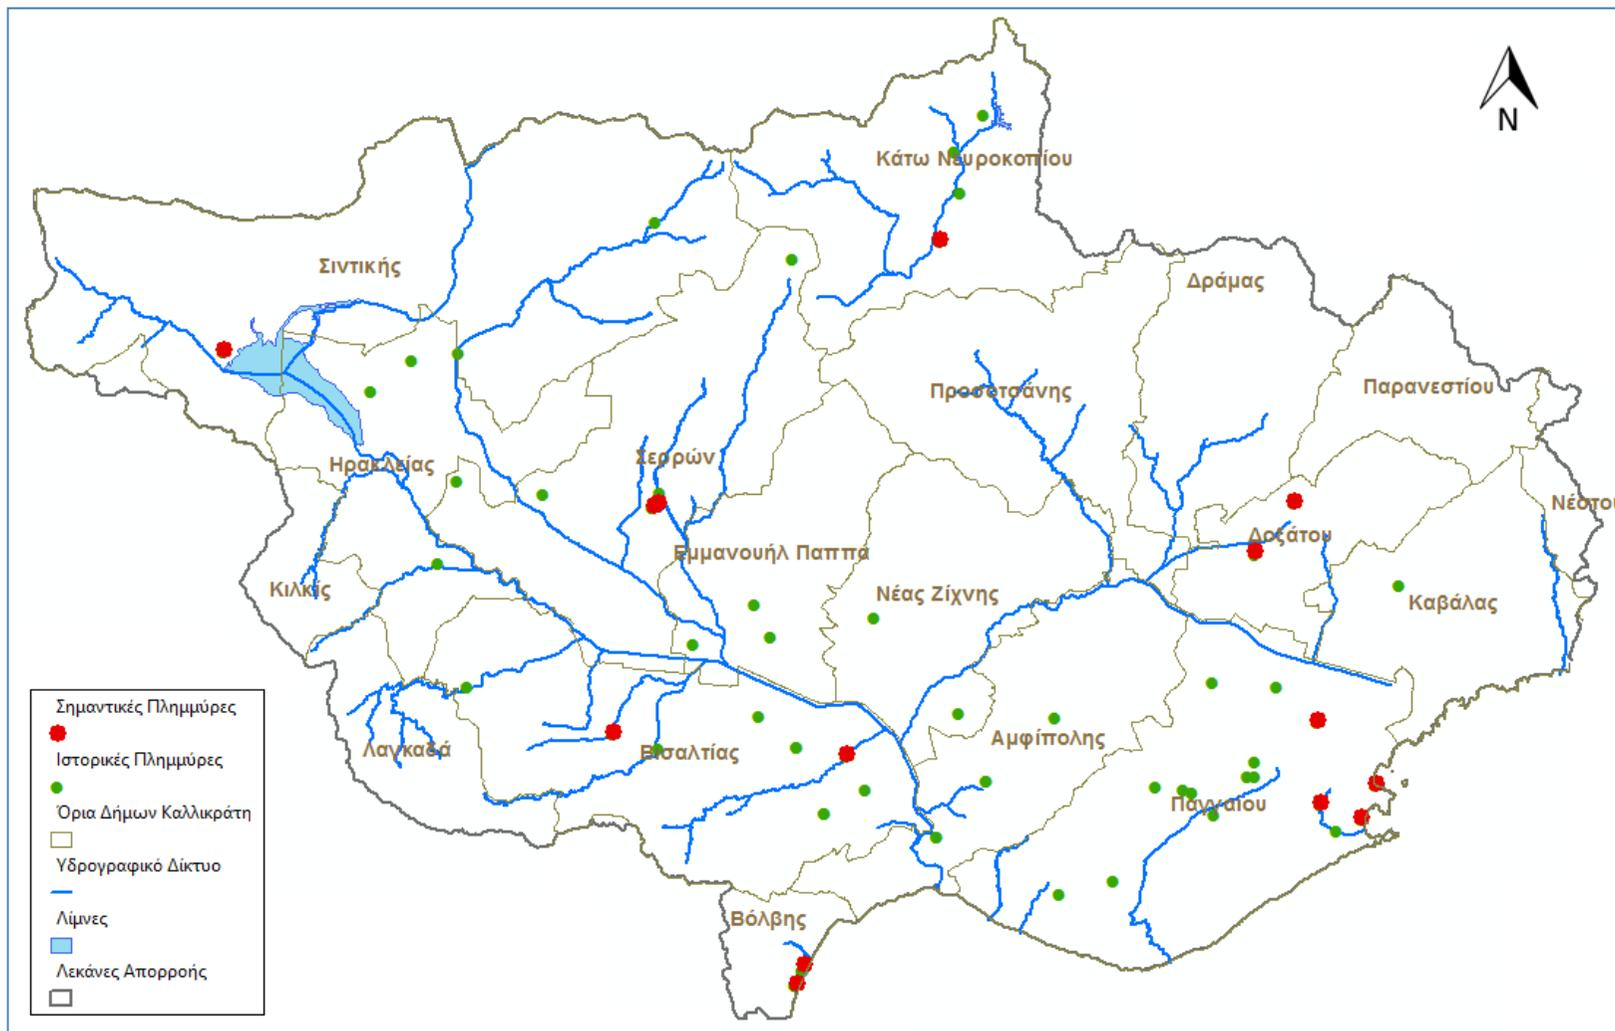 N
Κάτω Νευροκοπίου
Σιντικής
Δράμας
Προσοτσάνης
Παρανεστίου
Ηρακλείας
Σερρών
Νέστου
Δοξάτου
Εμμανουήλ Παππά
Κιλκίς
Νέας Ζίχνης
Καβάλας
Λαγκαδά
Βισαλτίας
Αμφίπολης
Παγγαίου
Βόλβης
Σημαντικές Πλημμύρες
Ιστορικές Πλημμύρες
Όρια Δήμων Καλλικράτη
Υδρογραφικό Δίκτυο
Λίμνες
Λεκάνες Απορροής